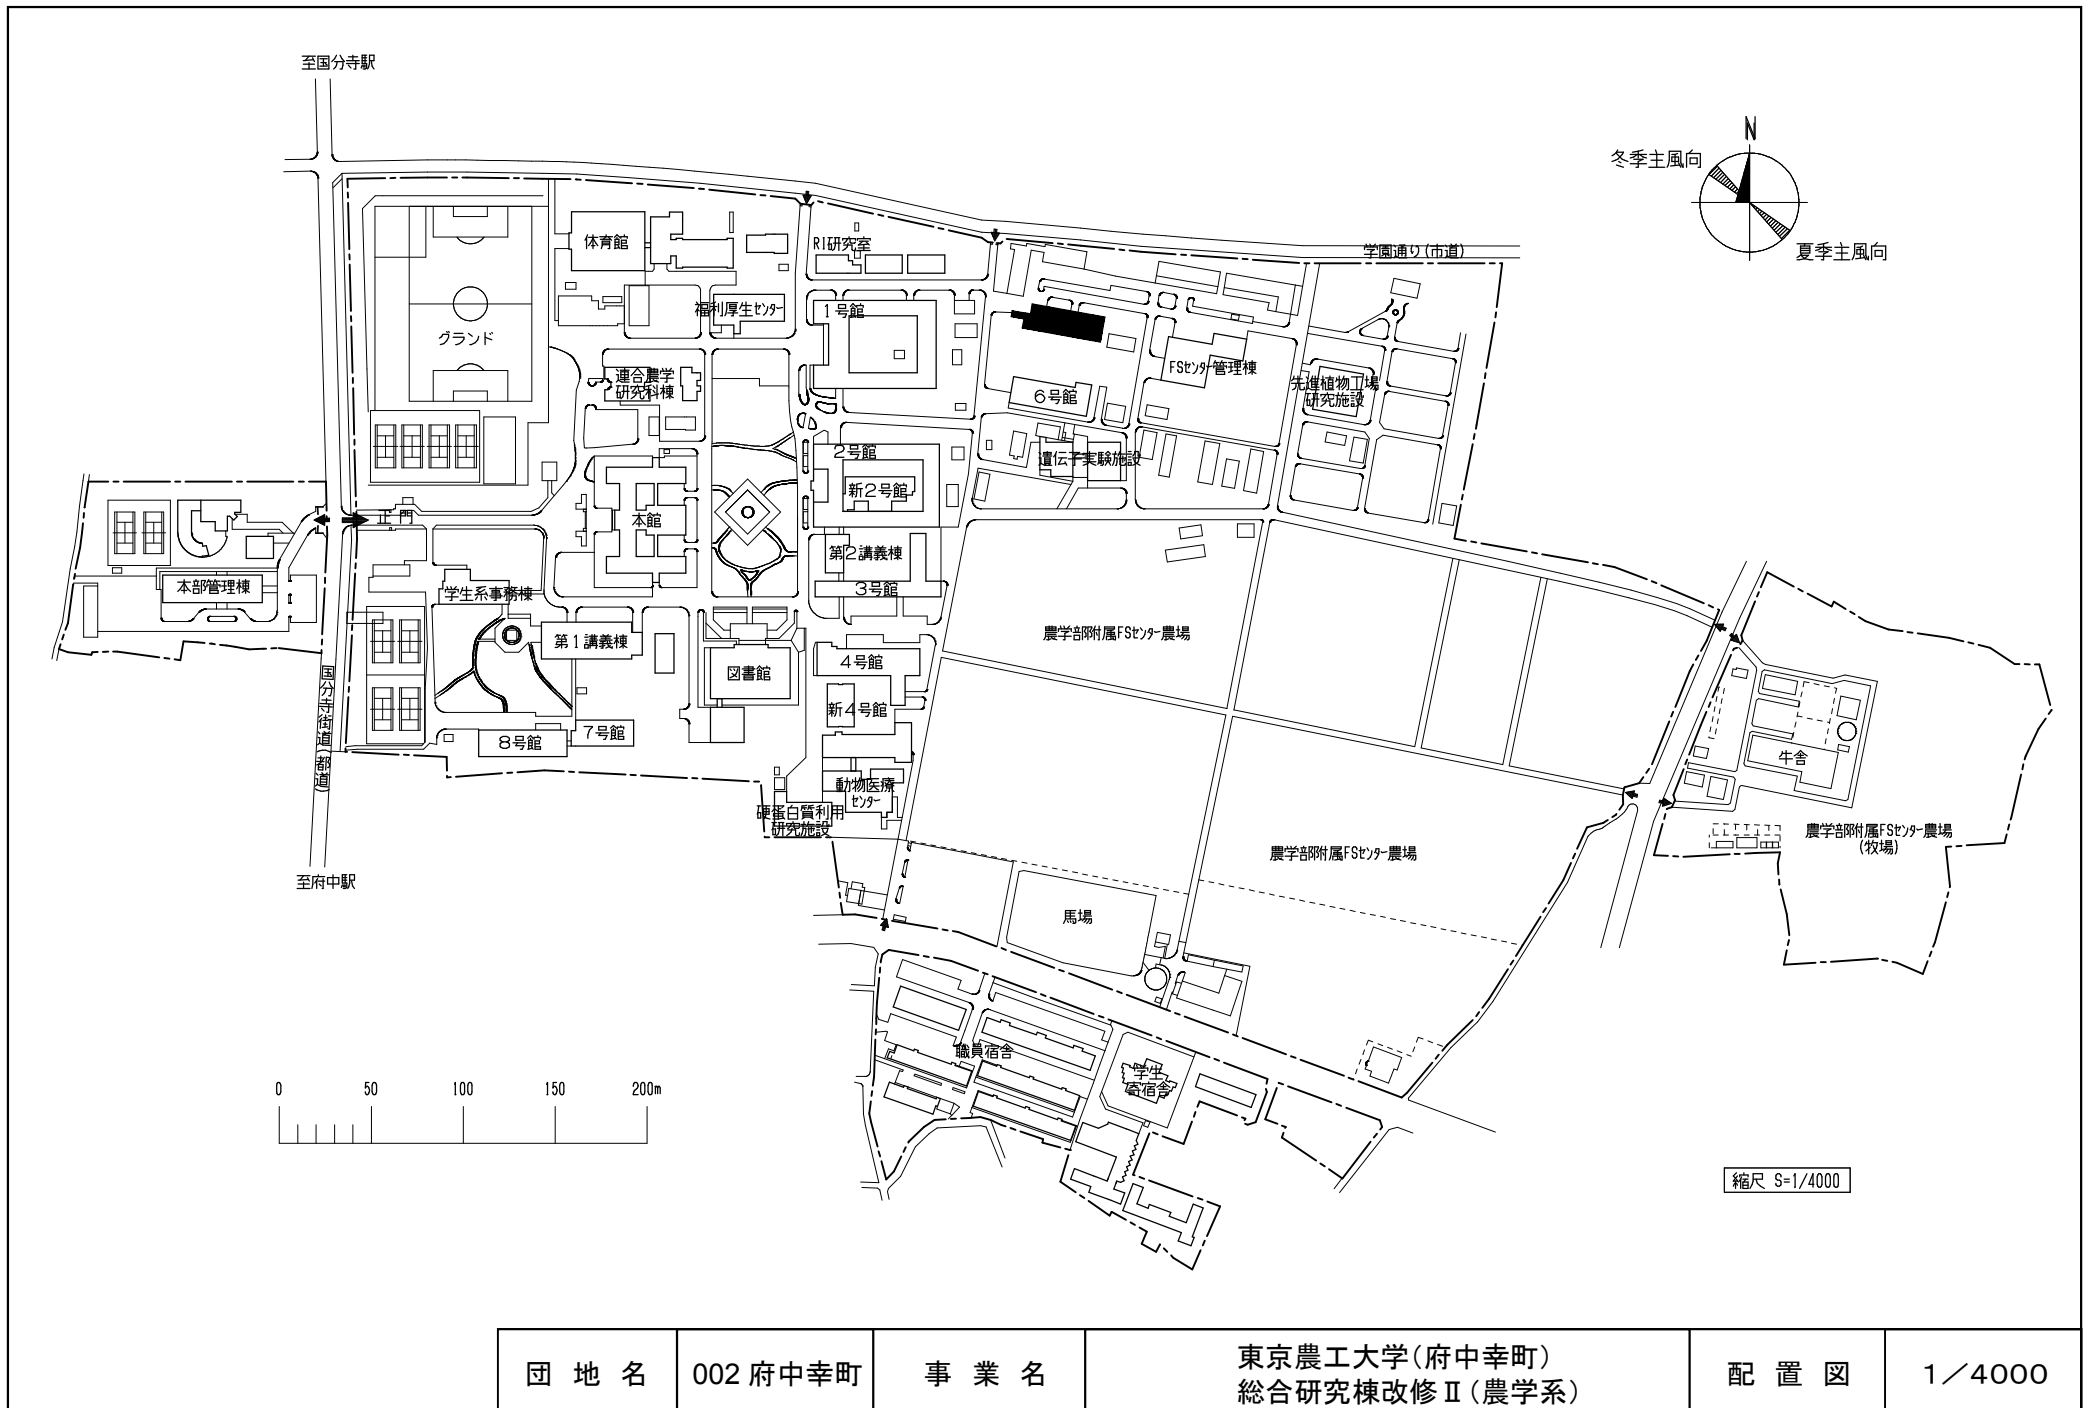 至国分寺駅
N
冬季主風向
夏季主風向
学園通り(市道)
体育館
RI研究室
福利厚生センター
1号館
グランド
FSセンター管理棟
連合農学
研究科棟
6号館
先進植物工場
研究施設
2号館
遺伝子実験施設
新2号館
正門
本館
第2講義棟
3号館
本部管理棟
学生系事務棟
農学部附属FSセンター農場
第1講義棟
4号館
図書館
国分寺街道(都道)
新4号館
7号館
8号館
牛舎
動物医療
センター
硬蛋白質利用
研究施設
農学部附属FSセンター農場
(牧場)
農学部附属FSセンター農場
至府中駅
馬場
職員宿舎
学生
寄宿舎
0 50 100 150 200m
縮尺 S=1/4000
団地名
002 府中幸町
事業名
東京農工大学(府中幸町)
総合研究棟改修Ⅱ(農学系)
配置図
1/4000